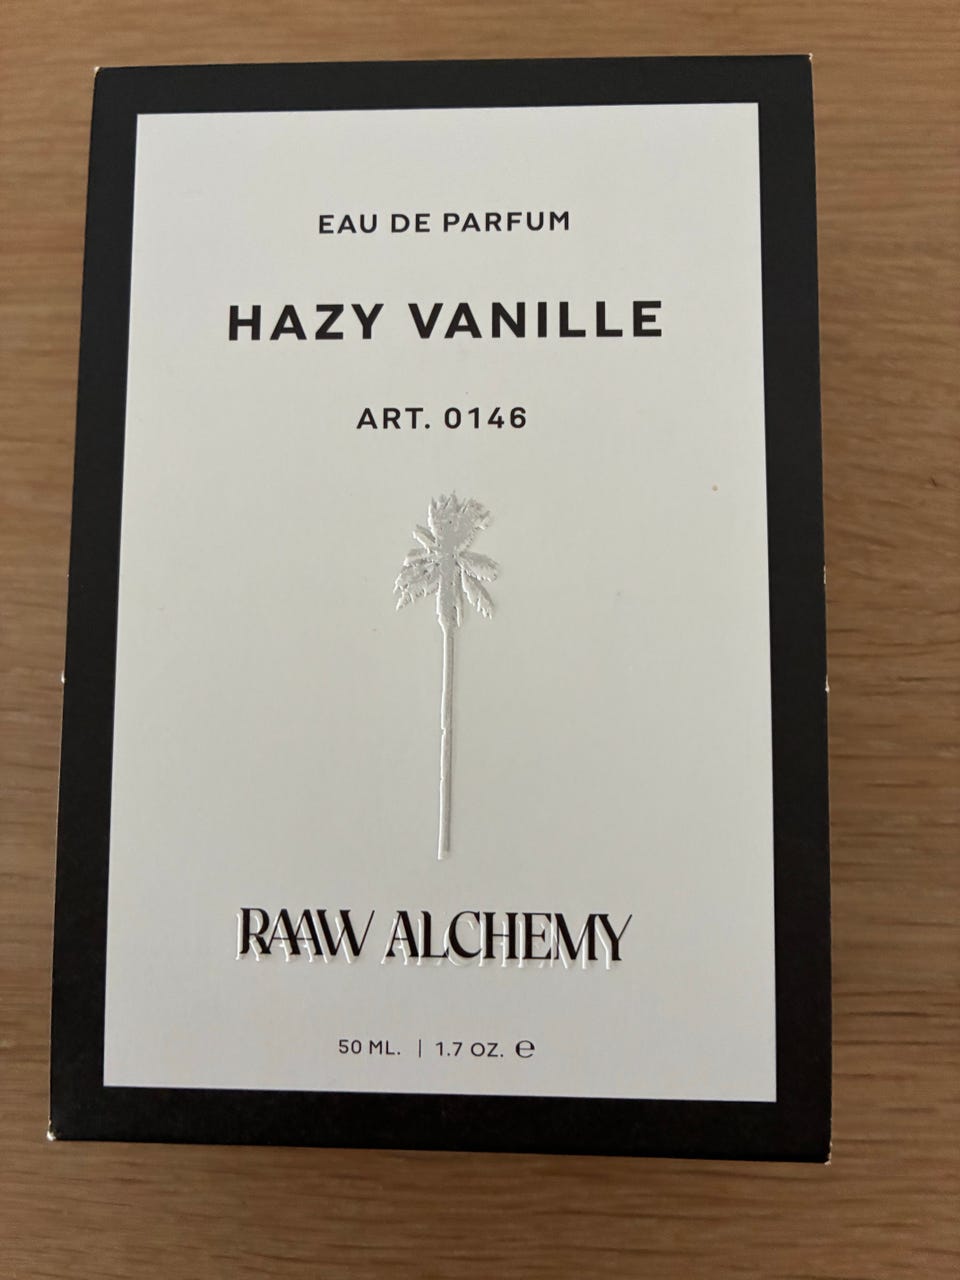 EAU DE PARFUM
HAZY VANILLE
ART. 0146
RAAW ALCHEMY
50 ML. | 1.7 OZ. ℮